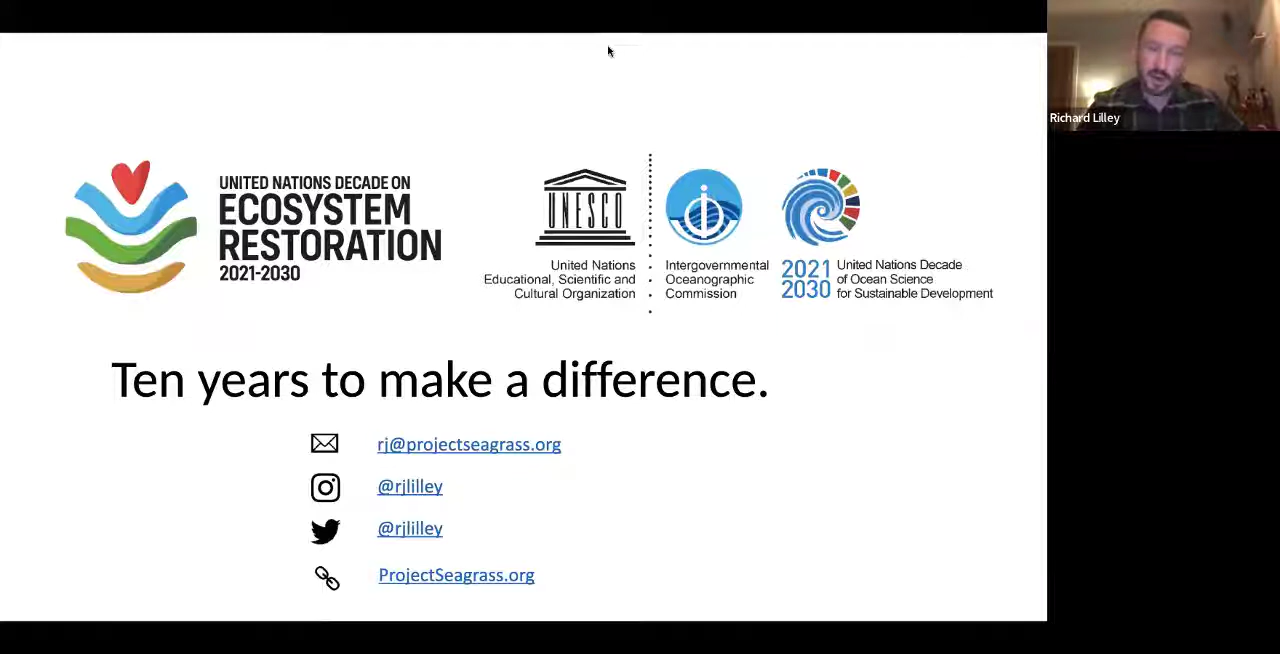 Richard Lilley
UNITED NATIONS DECADE ON
ECOSYSTEM
RESTORATION
2021-2030
UNESCO
United Nations
Educational, Scientific and
Cultural Organization
Intergovernmental
Oceanographic
Commission
2021
2030
United Nations Decade
of Ocean Science
for Sustainable Development
Ten years to make a difference.
rj@projectseagrass.org
@rjlilley
@rjlilley
ProjectSeagrass.org